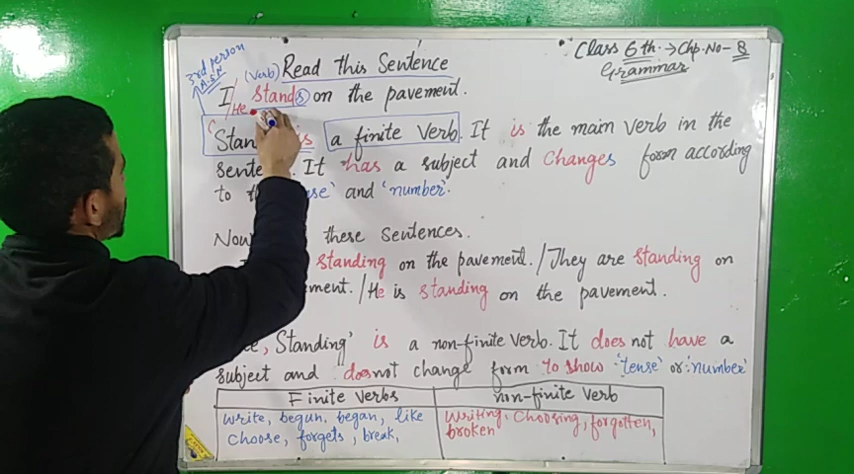 Class 6th. → Chp. No- 8
Grammar
3rd person
(Verb) Read this Sentence
I/He stands on the pavement.
is a finite verb. It is the main verb in the
It has a subject and changes form according
to and 'number'.
these sentences.
standing on the pavement. / They are standing on
/ He is standing on the pavement.
Standing' is a non-finite verb. It does not have a
subject and doesnot change form to show 'tense' or 'number'
Finite Verbs
non-finite Verb
write, begun, began, like
choose, forgets, break,
Writing, Choosing, forgotten,
broken